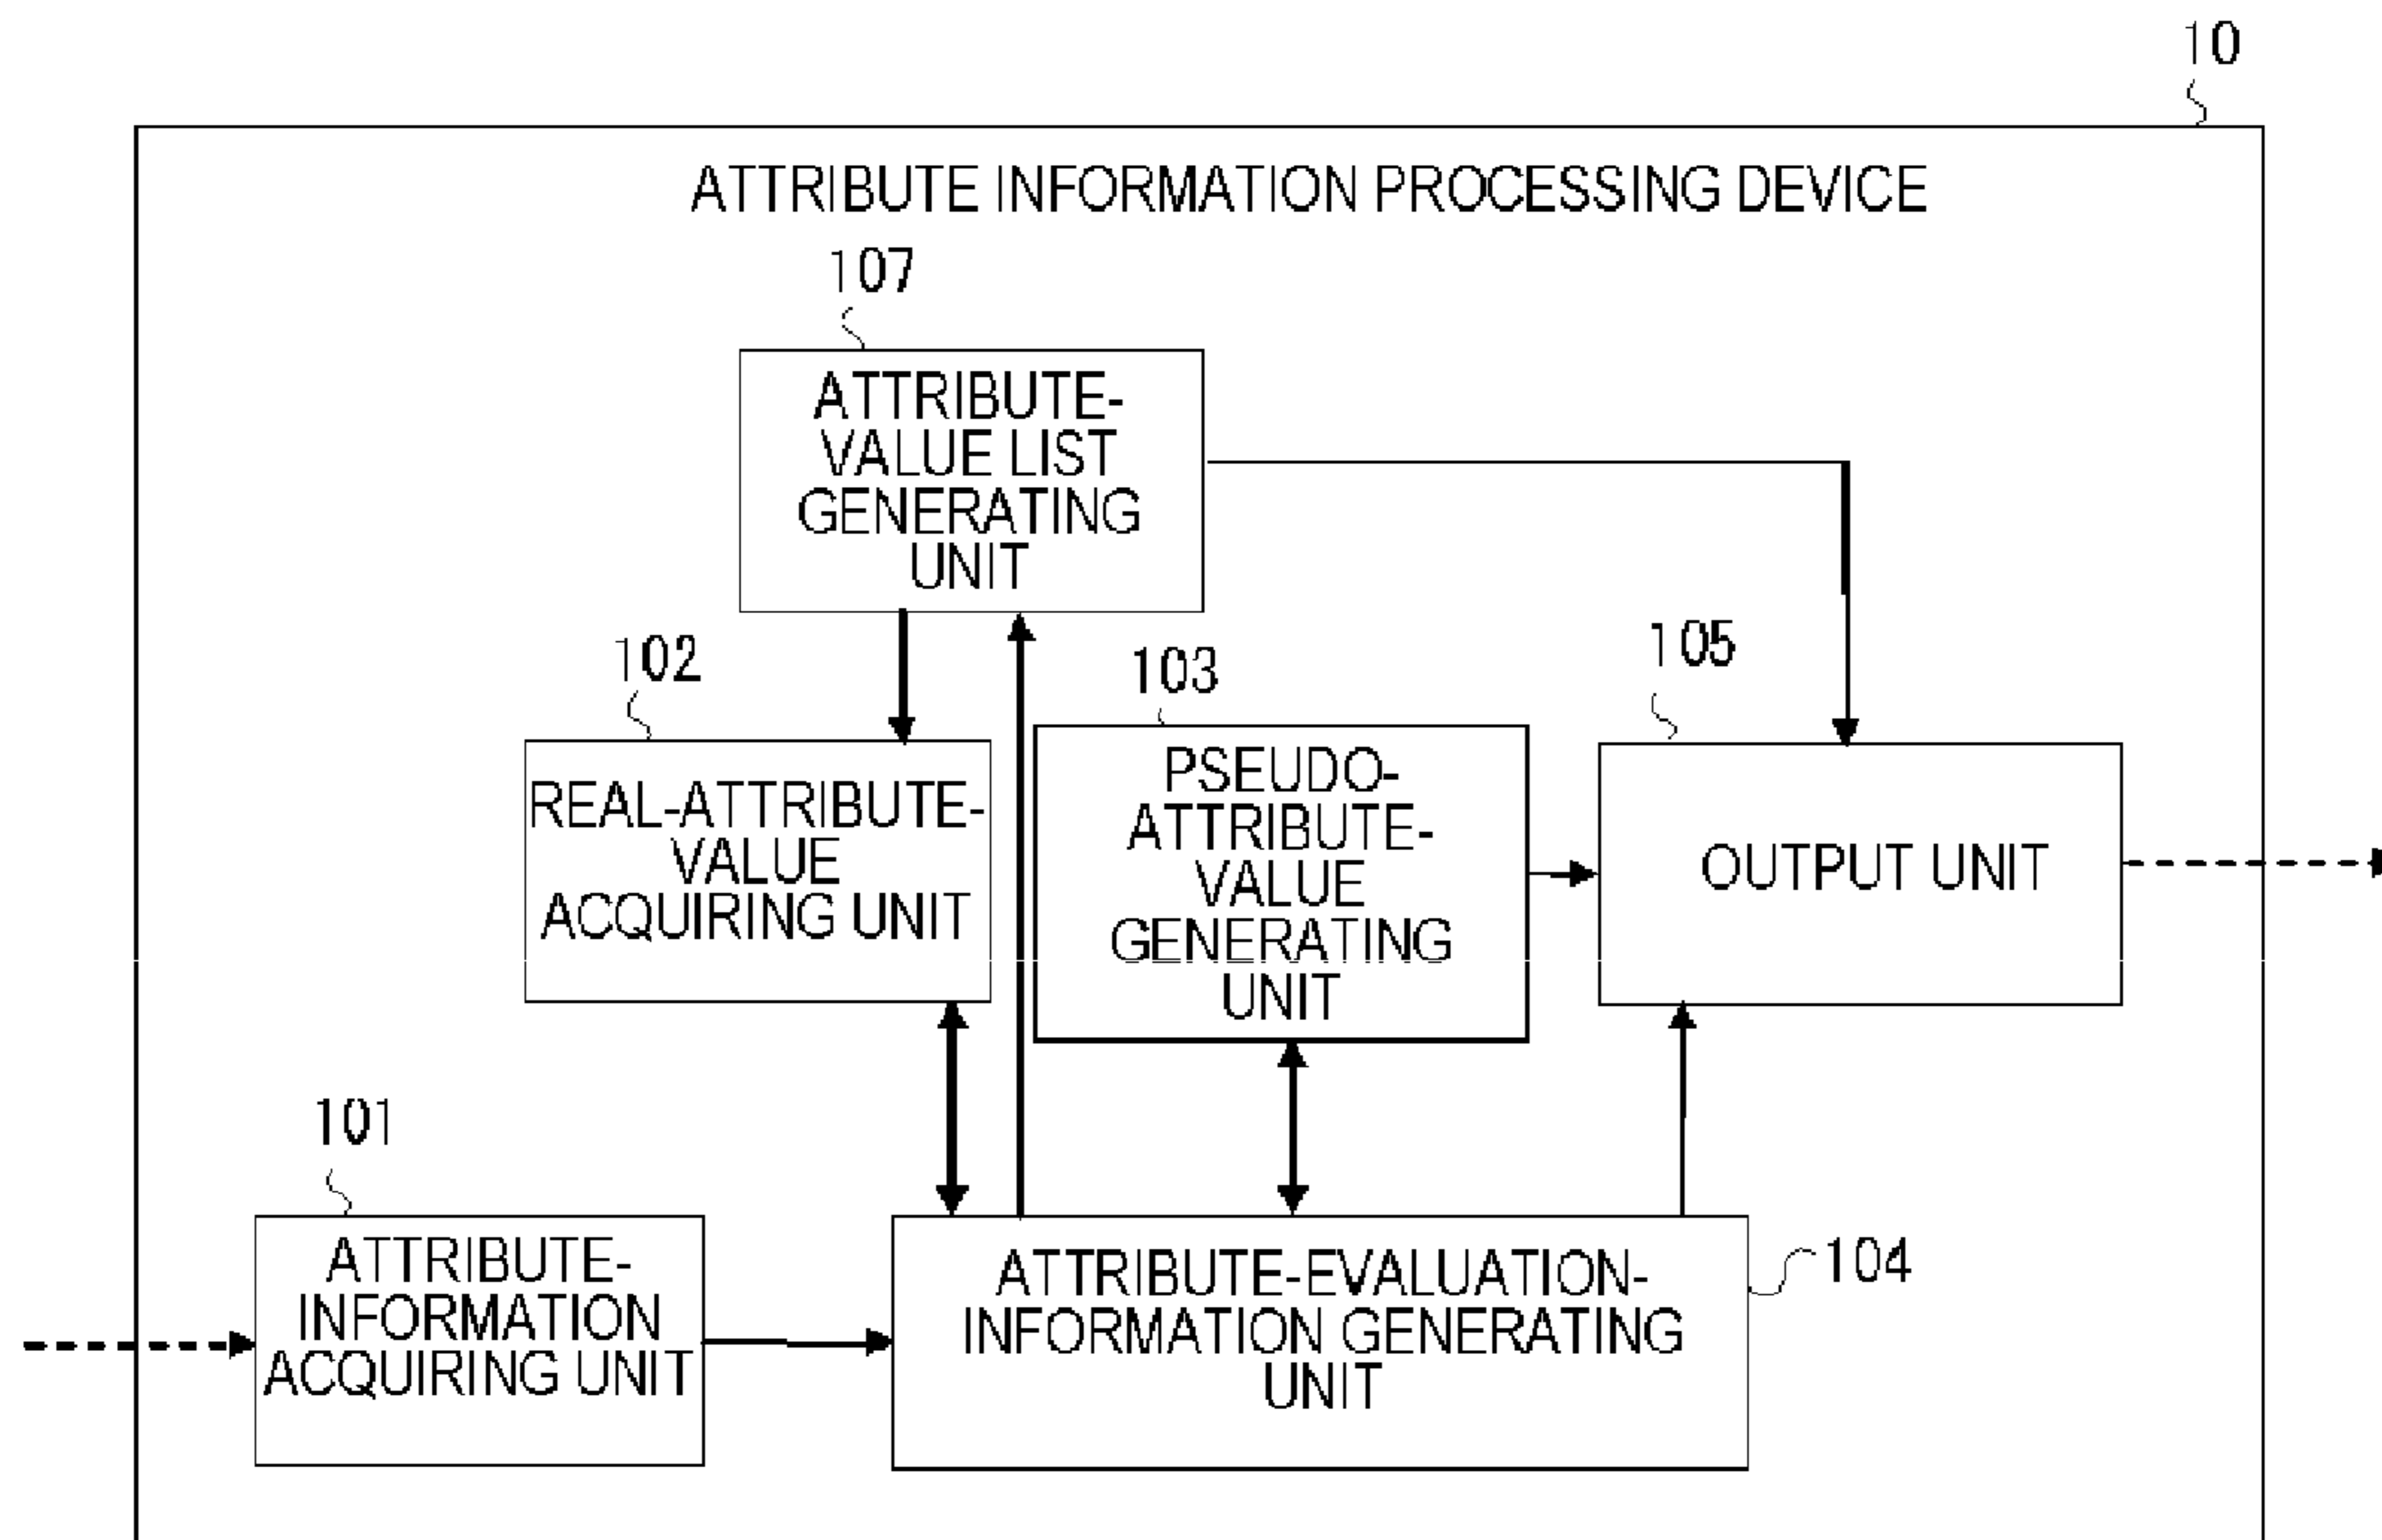 10
ATTRIBUTE INFORMATION PROCESSING DEVICE
107
ATTRIBUTE-
VALUE LIST
GENERATING
UNIT
102
REAL-ATTRIBUTE-
VALUE
ACQUIRING UNIT
103
PSEUDO-
ATTRIBUTE-
VALUE
GENERATING
UNIT
105
OUTPUT UNIT
101
ATTRIBUTE-
INFORMATION
ACQUIRING UNIT
ATTRIBUTE-EVALUATION-
INFORMATION GENERATING
UNIT
104